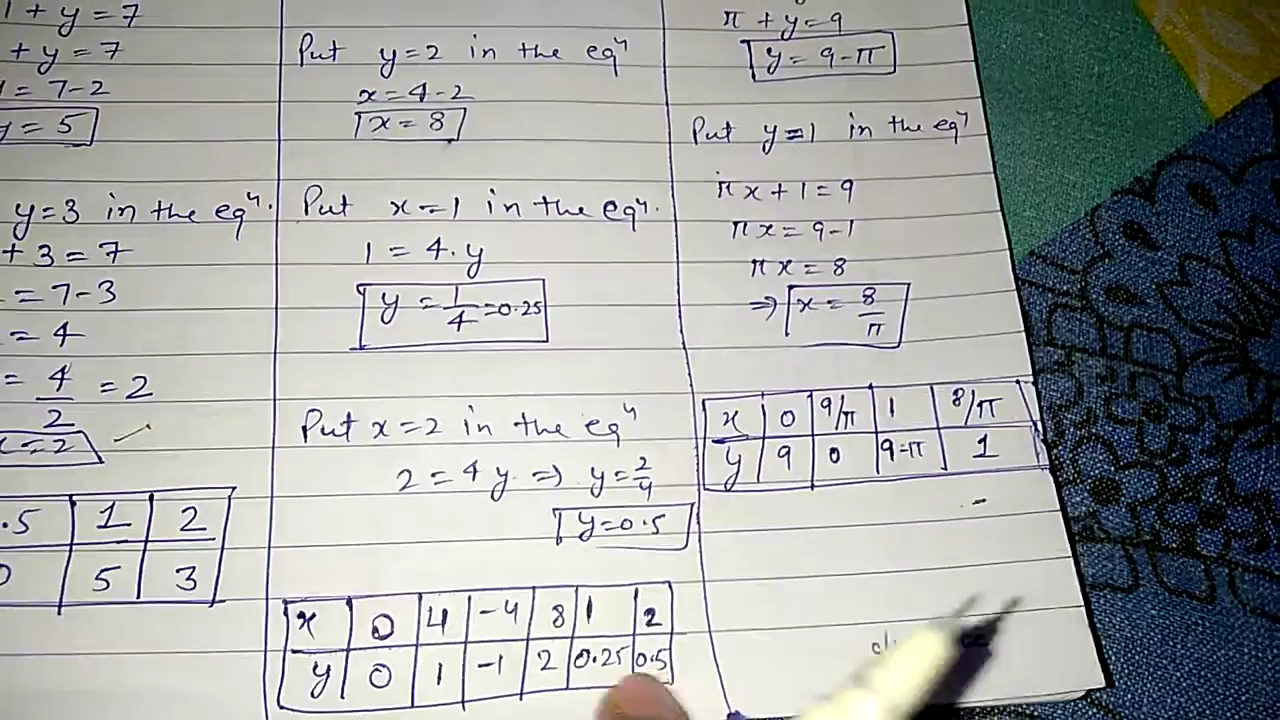 1 + y = 7
+ y = 7
= 7-2
y = 5
y=3 in the eqⁿ.
+ 3 = 7
= 7-3
= 4
= 4/2 = 2
x=2
.5 1 2
0 5 3
Put y=2 in the eqⁿ
x=4-2
x = 8
Put x=1 in the eqⁿ.
1 = 4.y
y = 1/4 =0.25
Put x=2 in the eqⁿ
2 = 4y => y = 2/4
y=0.5
x 0 4 -4 8 1 2
y 0 1 -1 2 0.25 0.5
π + y=9
y= 9-π
Put y=1 in the eqⁿ
πx+1=9
πx=9-1
πx=8
=> x = 8/π
x 0 9/π 1 8/π
y 9 0 9-π 1